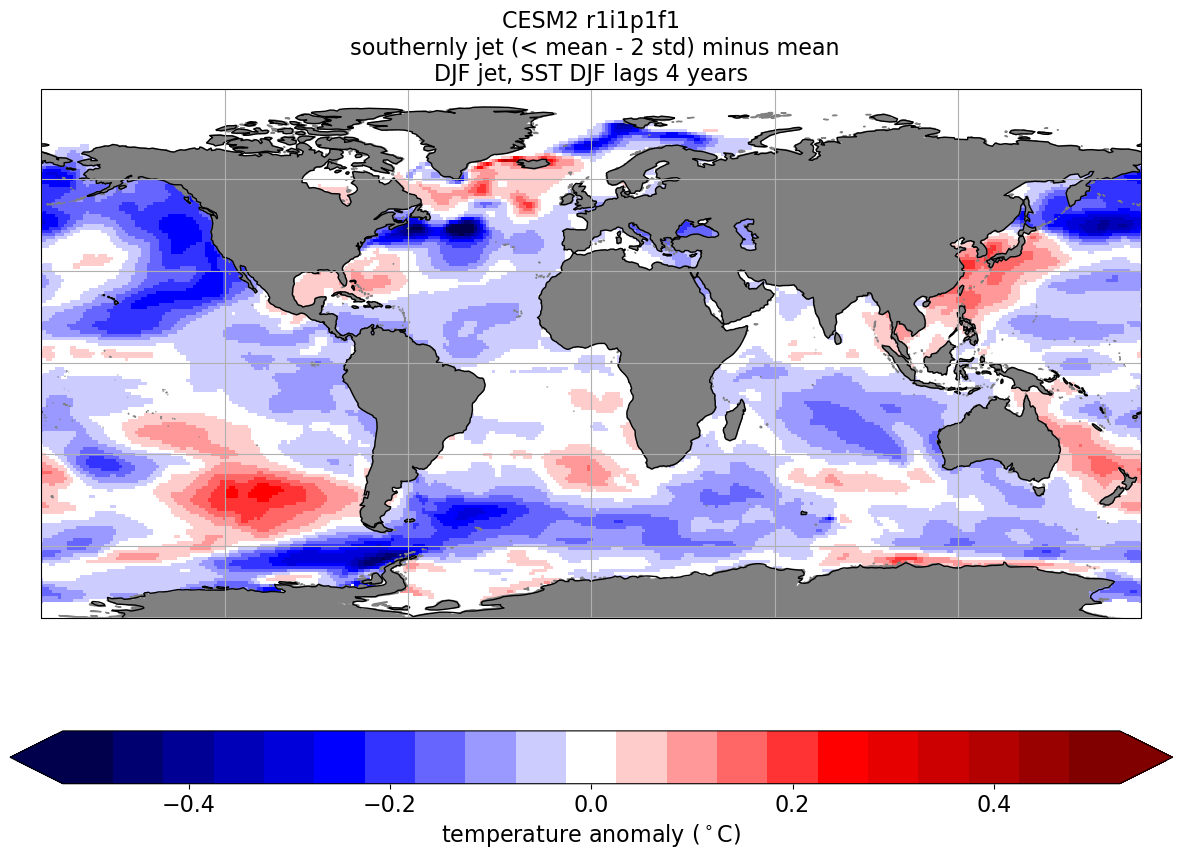 CESM2 r1i1p1f1
southernly jet (< mean - 2 std) minus mean
DJF jet, SST DJF lags 4 years
−0.4 −0.2 0.0 0.2 0.4
temperature anomaly (°C)